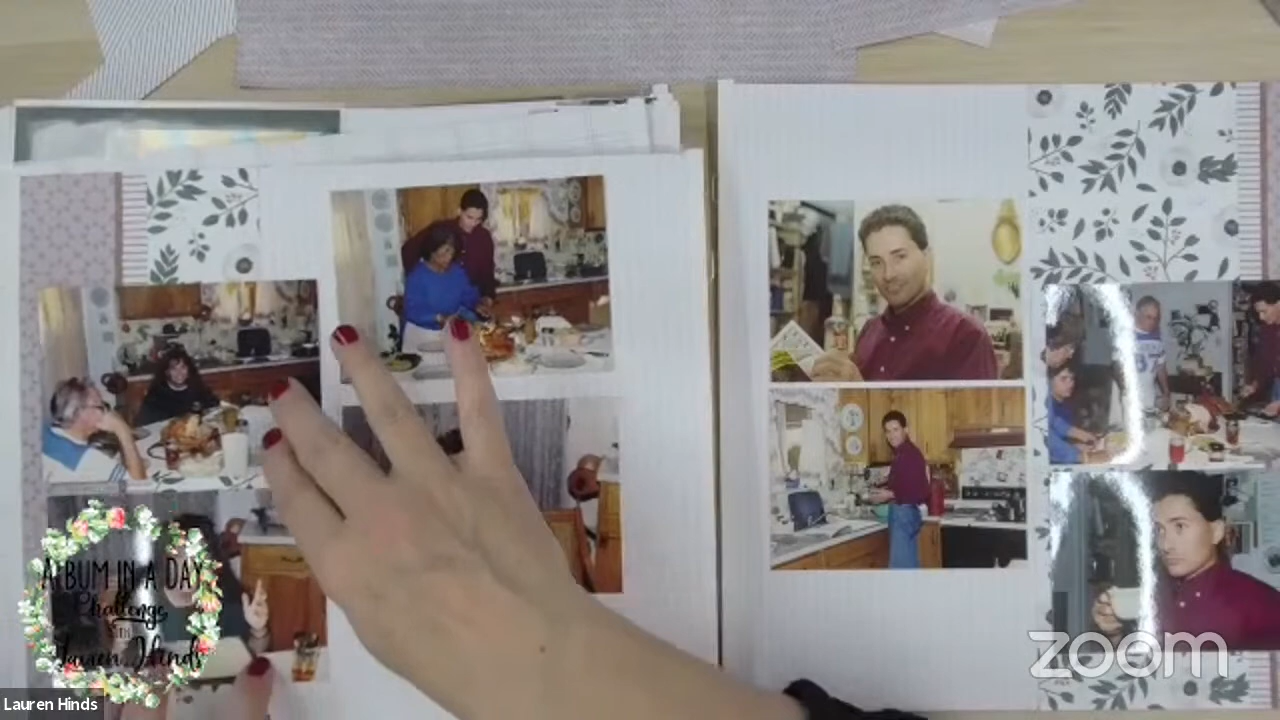 ALBUM IN A DAY
Challenge
WITH
Lauren Hinds
Lauren Hinds
zoom